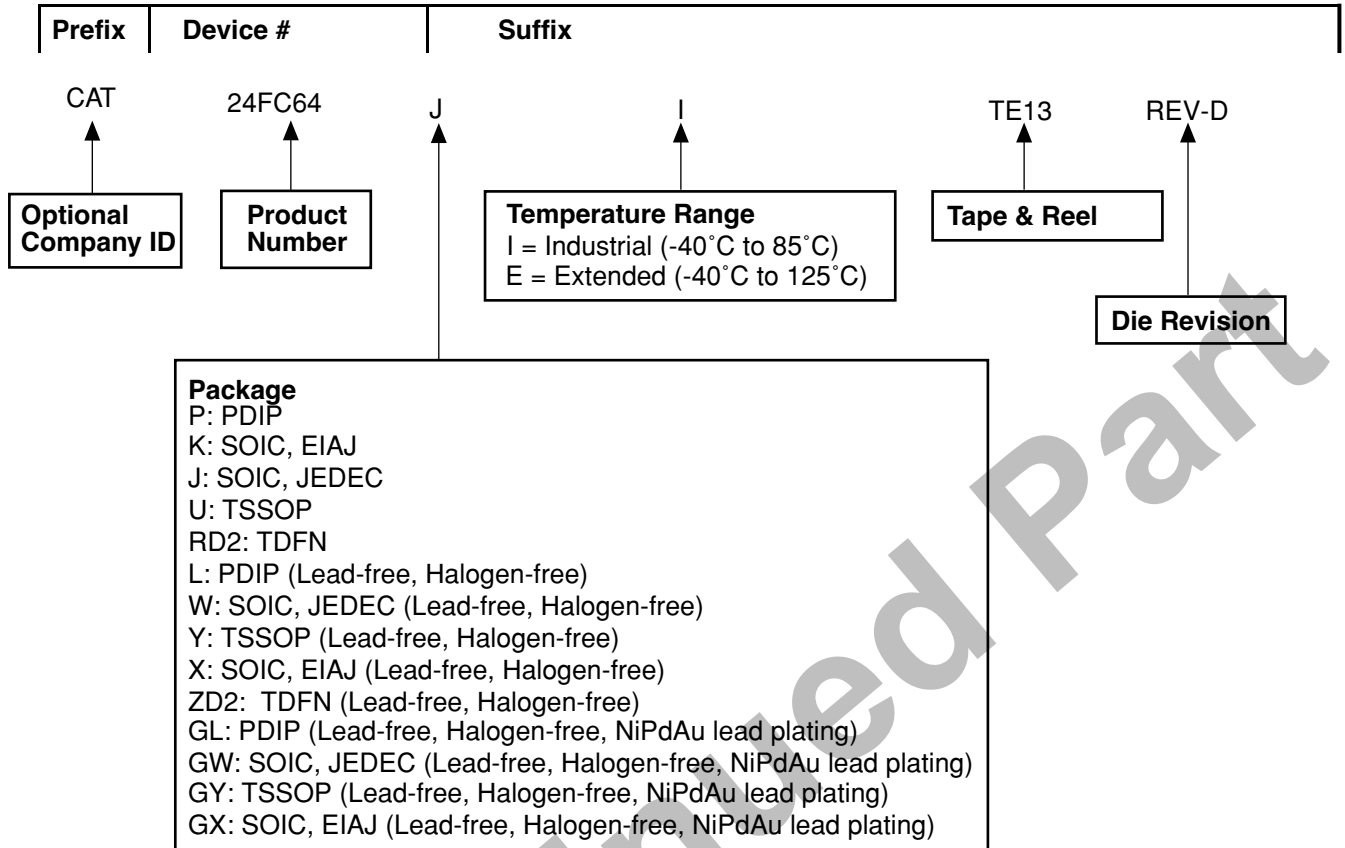 Prefix Device # Suffix
CAT 24FC64 J I TE13 REV-D
Optional
Company ID
Product
Number
Temperature Range
I = Industrial (-40˚C to 85˚C)
E = Extended (-40˚C to 125˚C)
Tape & Reel
Die Revision
Package
P: PDIP
K: SOIC, EIAJ
J: SOIC, JEDEC
U: TSSOP
RD2: TDFN
L: PDIP (Lead-free, Halogen-free)
W: SOIC, JEDEC (Lead-free, Halogen-free)
Y: TSSOP (Lead-free, Halogen-free)
X: SOIC, EIAJ (Lead-free, Halogen-free)
ZD2: TDFN (Lead-free, Halogen-free)
GL: PDIP (Lead-free, Halogen-free, NiPdAu lead plating)
GW: SOIC, JEDEC (Lead-free, Halogen-free, NiPdAu lead plating)
GY: TSSOP (Lead-free, Halogen-free, NiPdAu lead plating)
GX: SOIC, EIAJ (Lead-free, Halogen-free, NiPdAu lead plating)
Part